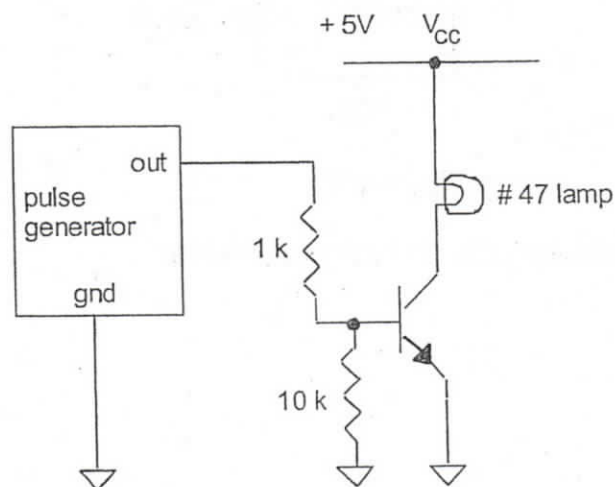 + 5V V_CC
out
pulse
generator
gnd
1 k
# 47 lamp
10 k